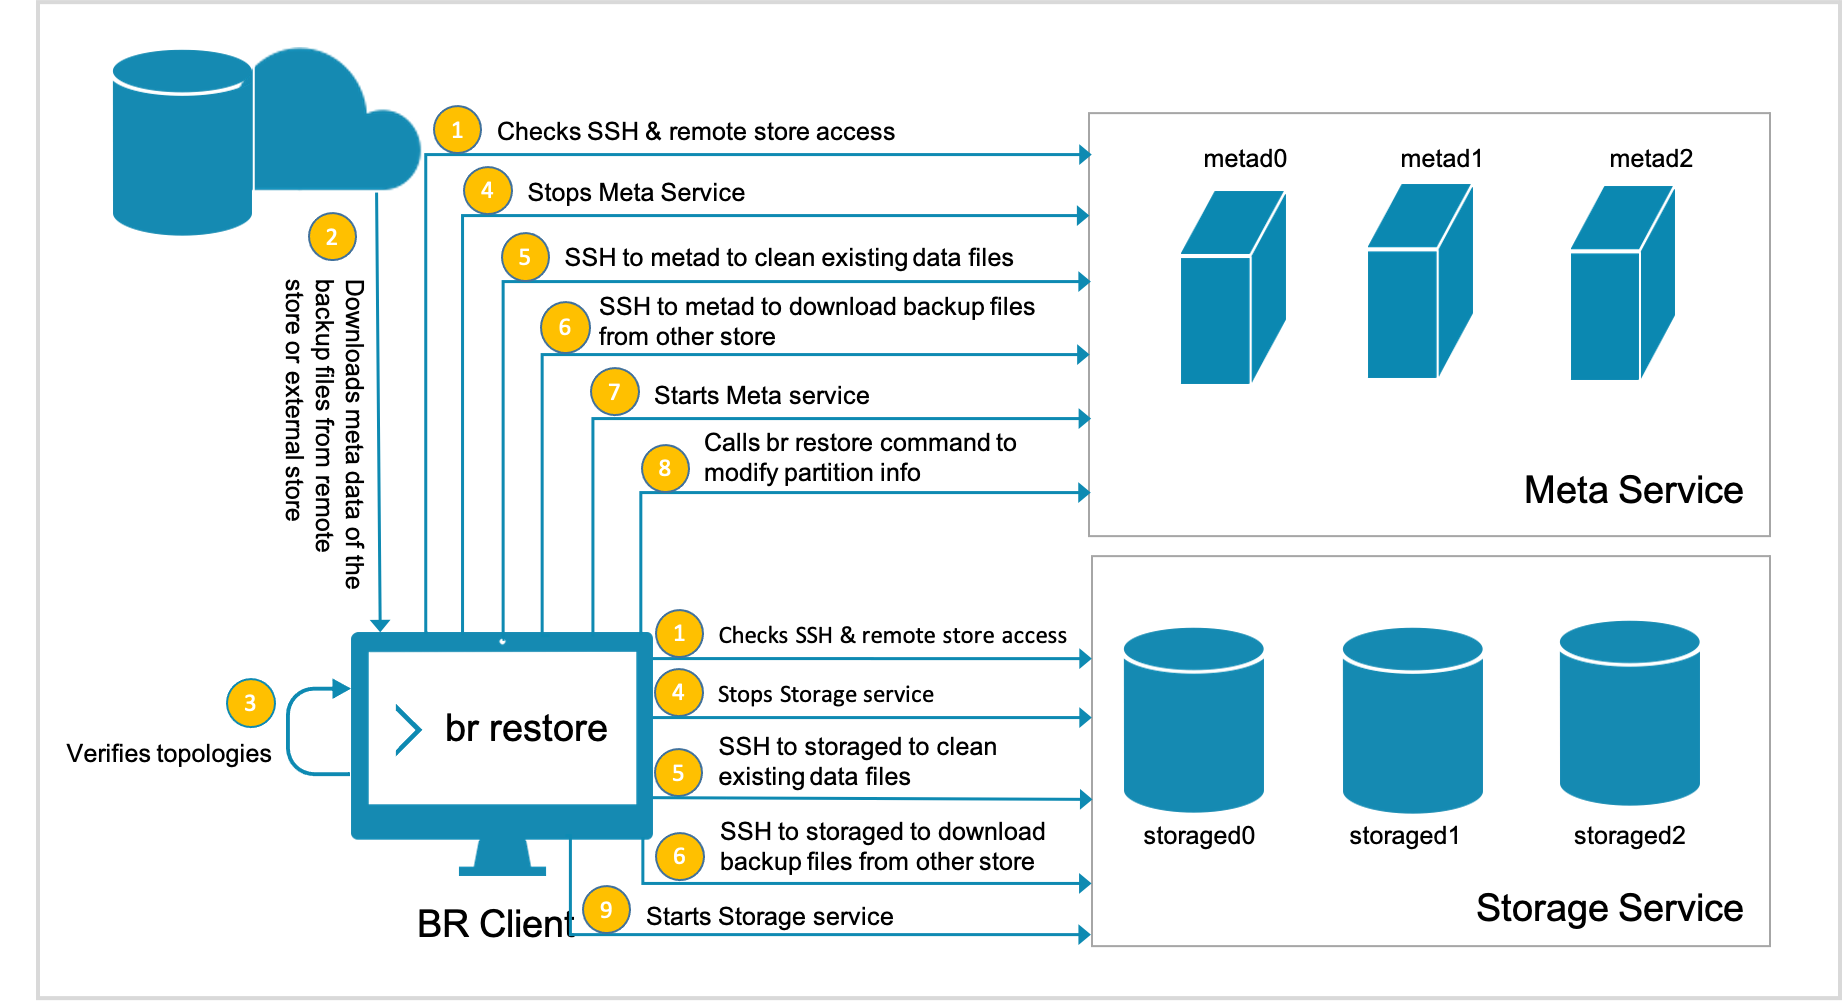 1
Checks SSH & remote store access
4
Stops Meta Service
5
SSH to metad to clean existing data files
6
SSH to metad to download backup files
from other store
7
Starts Meta service
8
Calls br restore command to
modify partition info
metad0
metad1
metad2
Meta Service
2
Downloads meta data of the
backup files from remote
store or external store
3
Verifies topologies
br restore
BR Client
1
Checks SSH & remote store access
4
Stops Storage service
5
SSH to storaged to clean
existing data files
6
SSH to storaged to download
backup files from other store
9
Starts Storage service
storaged0
storaged1
storaged2
Storage Service